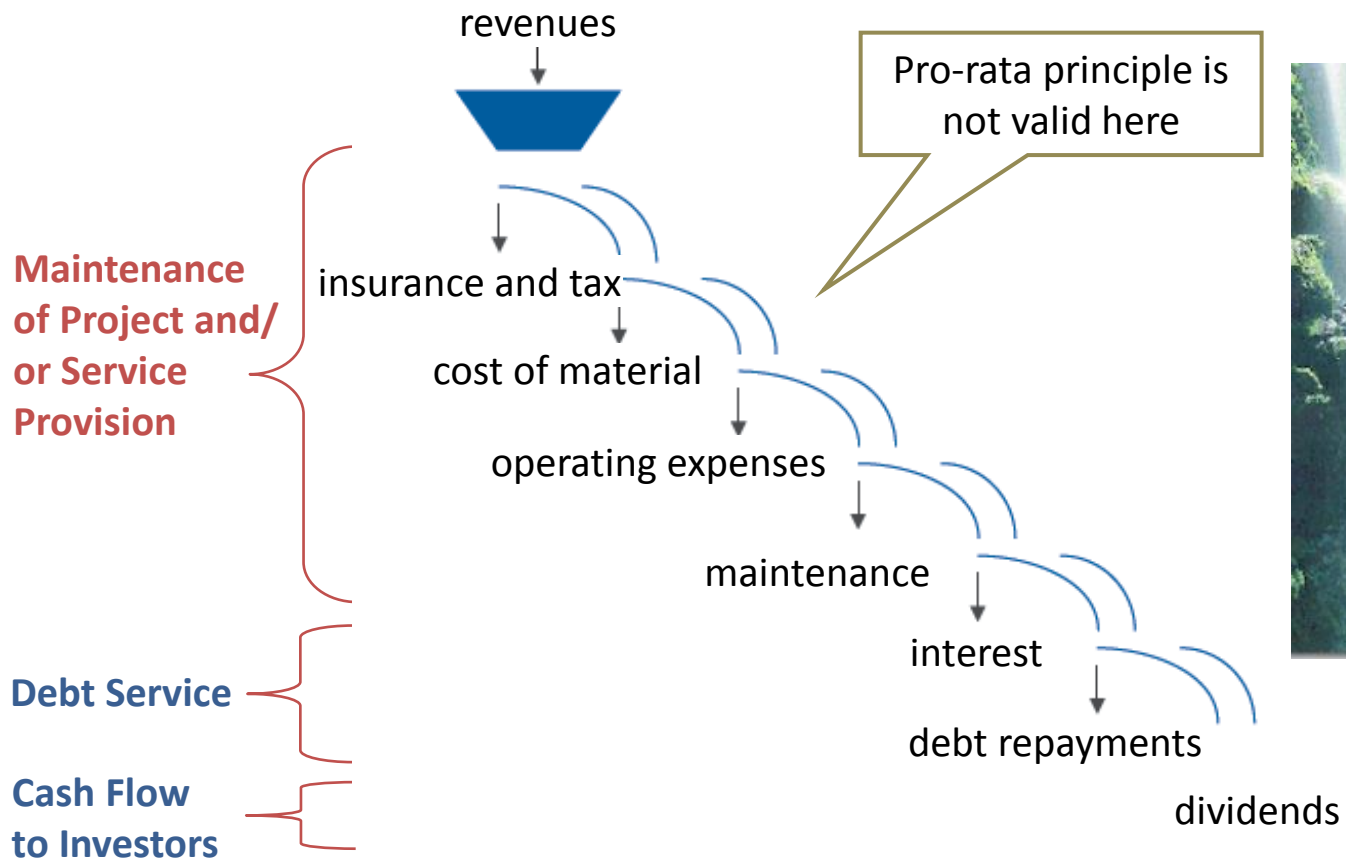 revenues
Pro-rata principle is
not valid here
Maintenance
of Project and/
or Service
Provision
insurance and tax
cost of material
operating expenses
maintenance
interest
Debt Service
debt repayments
Cash Flow
to Investors
dividends